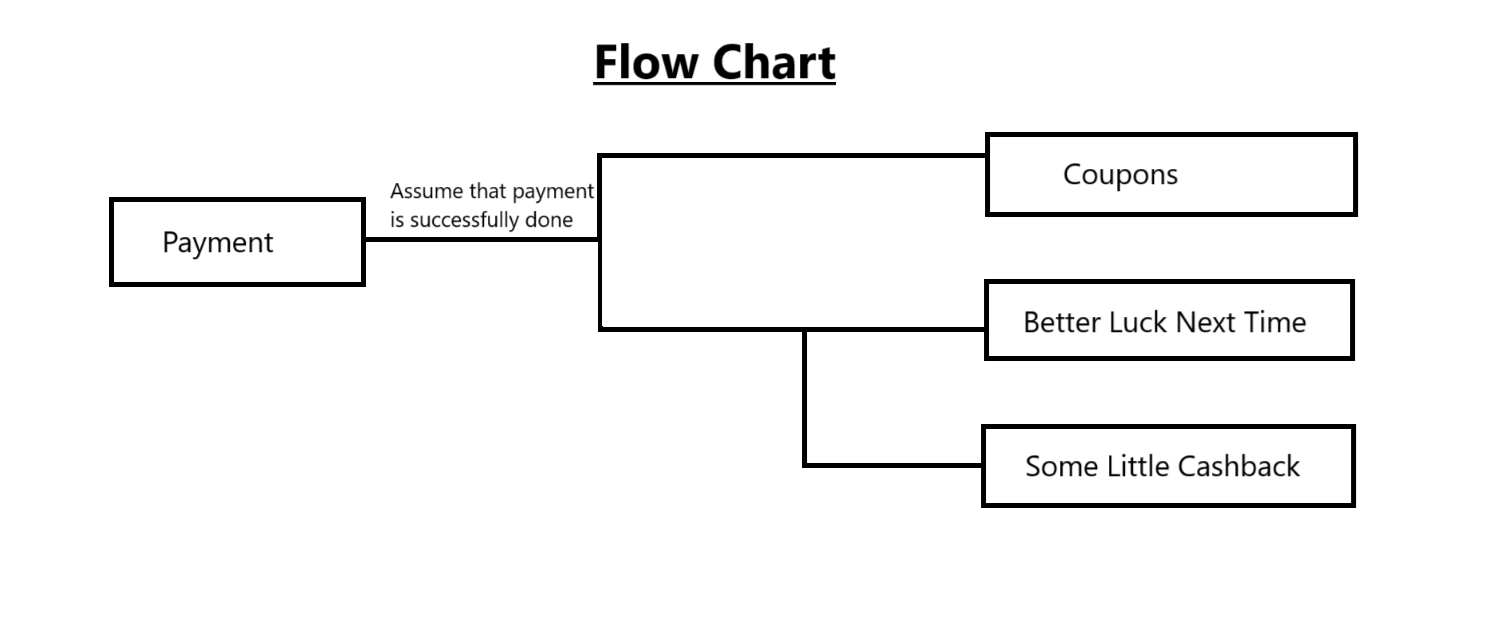 Flow Chart
Assume that payment
is successfully done
Payment
Coupons
Better Luck Next Time
Some Little Cashback